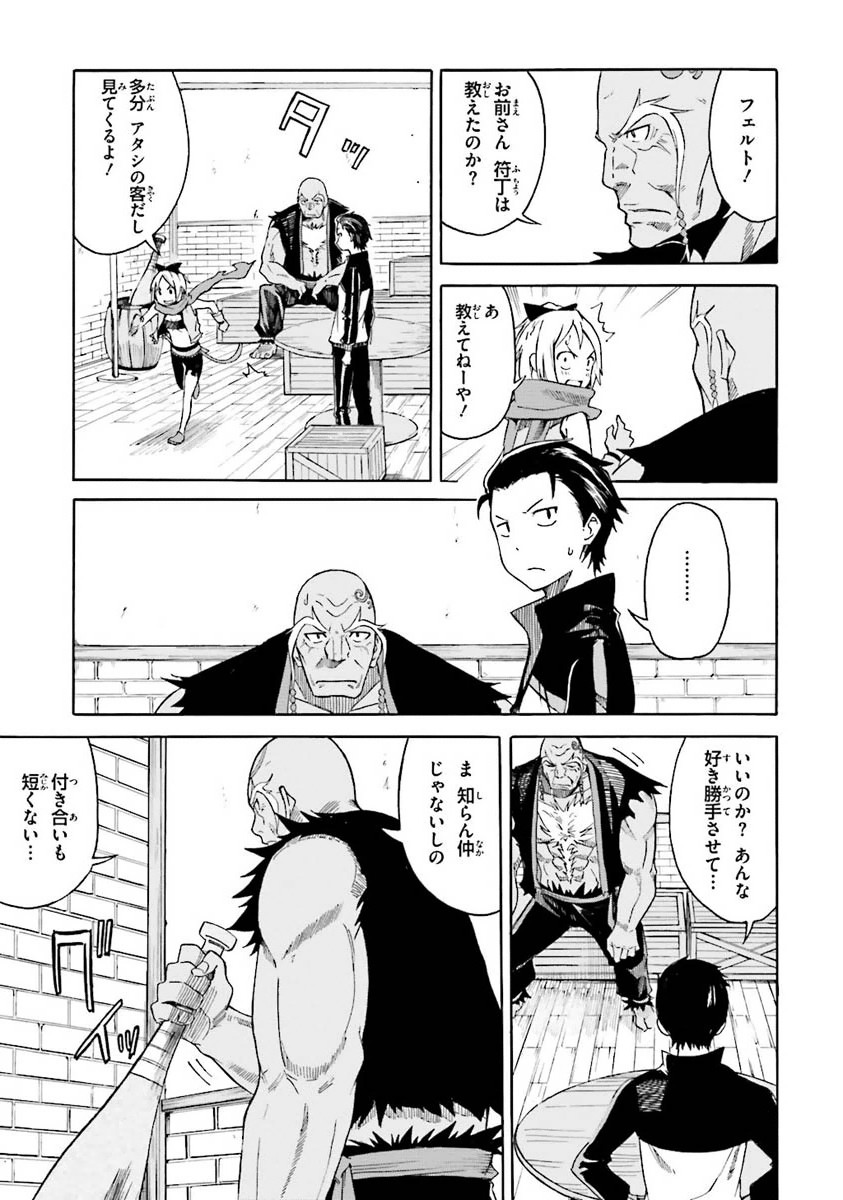 フェルト！
お前さん 符丁は
教えたのか？
あ
教えてねーや！
多分 アタシの客だし
見てくるよ！
タッ
………
いいのか？ あんな
好き勝手させて…
ま 知らん仲
じゃないしの
付き合いも
短くない…
グッ